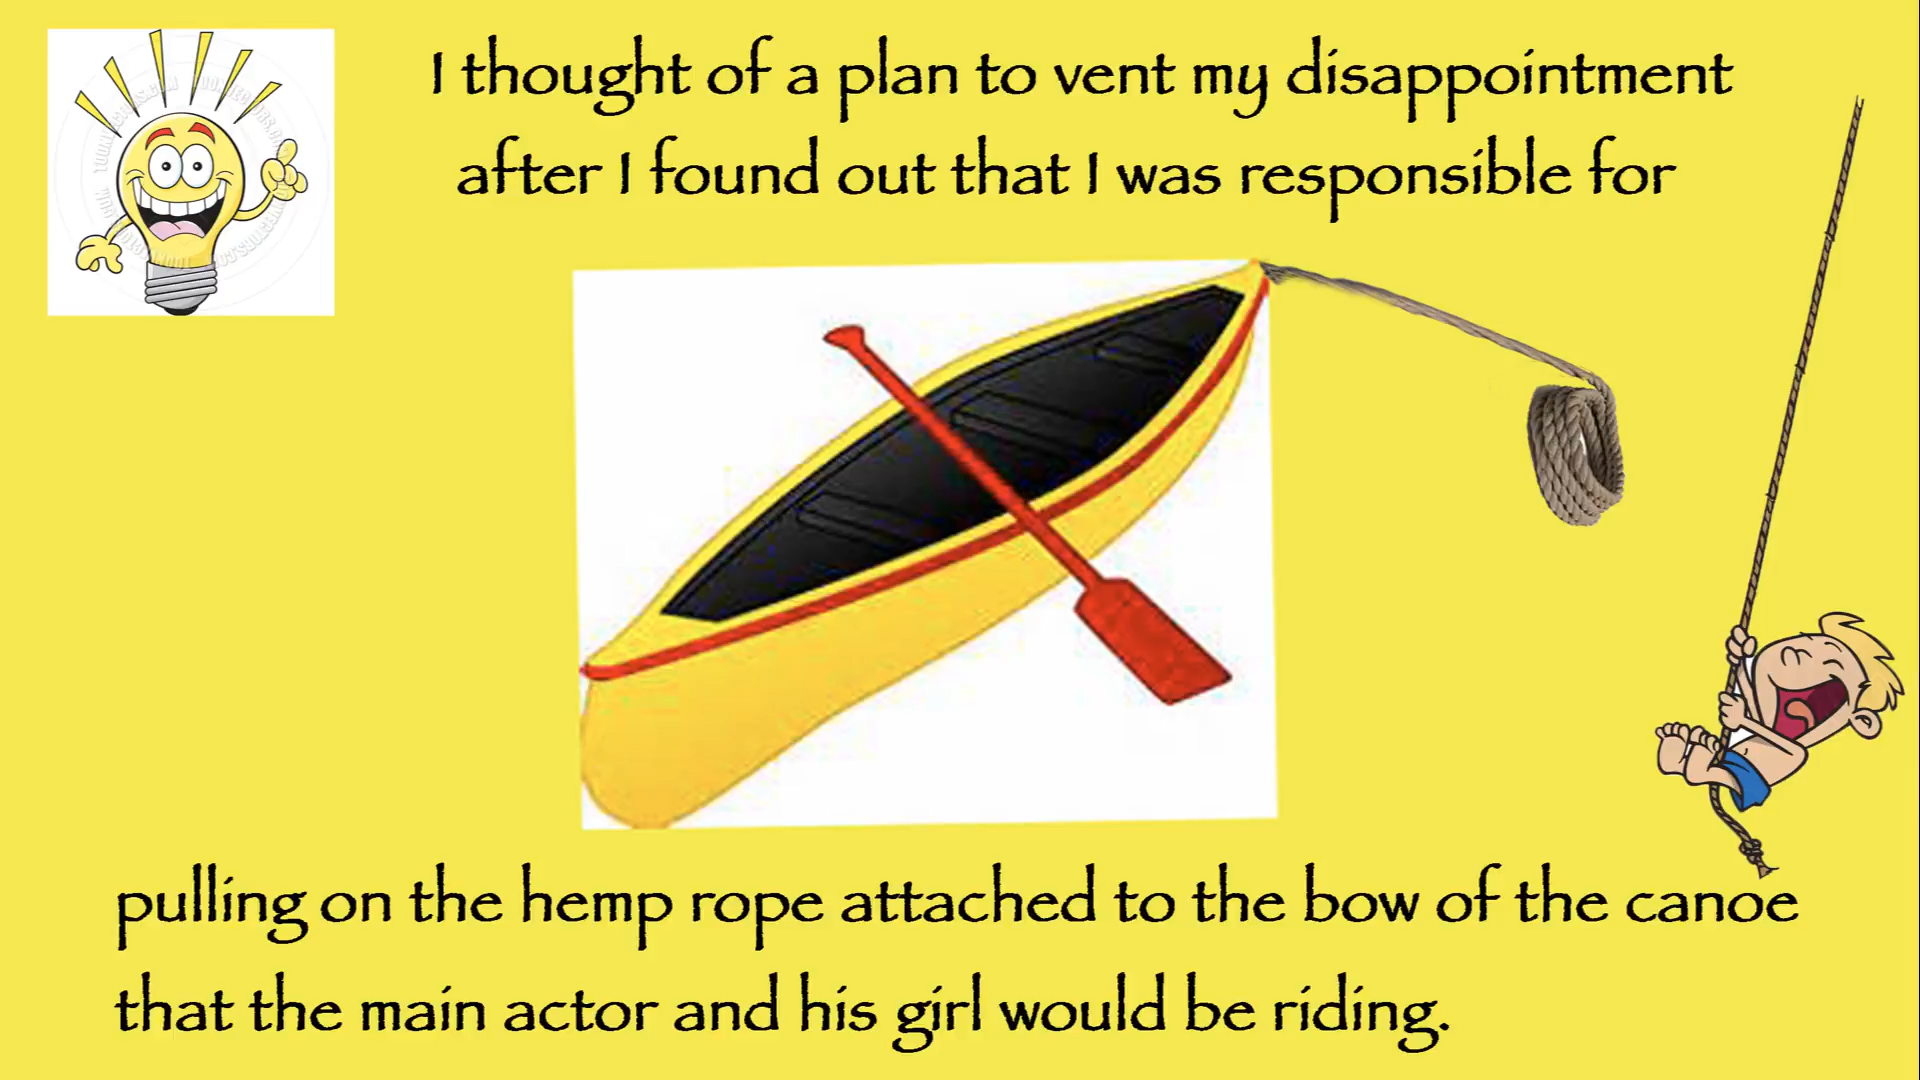 I thought of a plan to vent my disappointment
after I found out that I was responsible for
pulling on the hemp rope attached to the bow of the canoe
that the main actor and his girl would be riding.